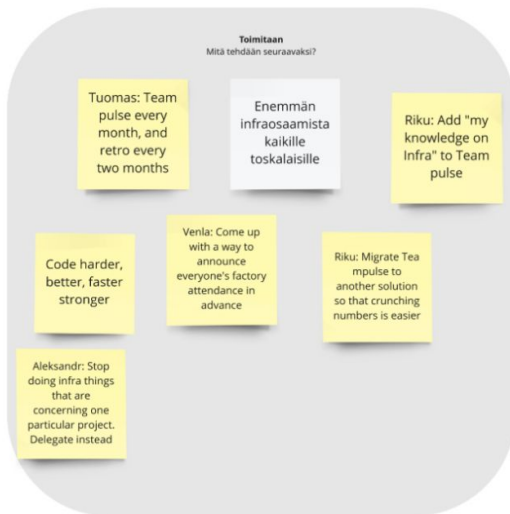 Toimitaan
Mitä tehdään seuraavaksi?
Tuomas: Team
pulse every
month, and
retro every
two months
Enemmän
infraosaamista
kaikille
toskalaisille
Riku: Add "my
knowledge on
Infra" to Team
pulse
Code harder,
better, faster
stronger
Venla: Come up
with a way to
announce
everyone's factory
attendance in
advance
Riku: Migrate Tea
mpulse to
another solution
so that crunching
numbers is easier
Aleksandr: Stop
doing infra things
that are
concerning one
particular project.
Delegate instead